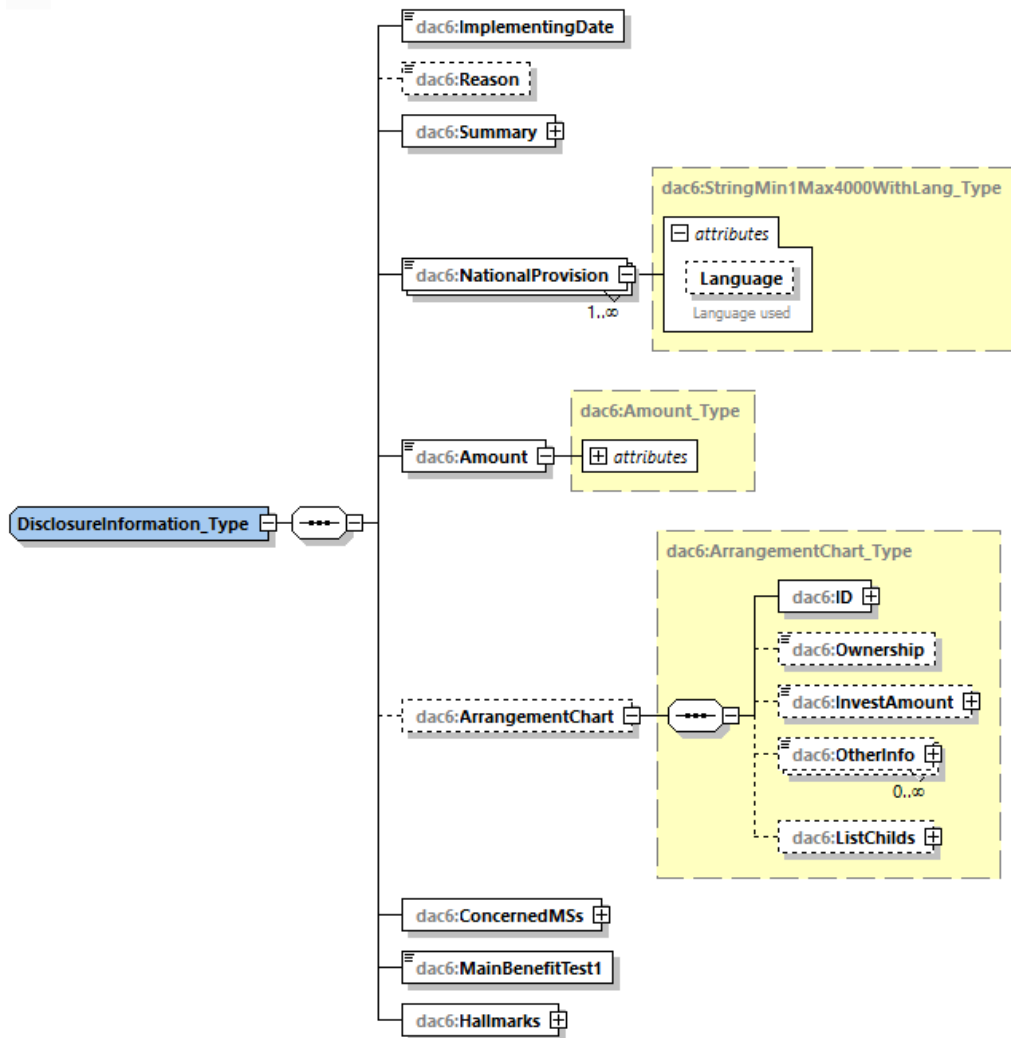 dac6:ImplementingDate
dac6:Reason
dac6:Summary
dac6:StringMin1Max4000WithLang_Type
attributes
dac6:NationalProvision
Language
1..∞
Language used
dac6:Amount_Type
dac6:Amount
attributes
DisclosureInformation_Type
dac6:ArrangementChart_Type
dac6:ID
dac6:Ownership
dac6:InvestAmount
dac6:ArrangementChart
dac6:OtherInfo
0..∞
dac6:ListChilds
dac6:ConcernedMSs
dac6:MainBenefitTest1
dac6:Hallmarks